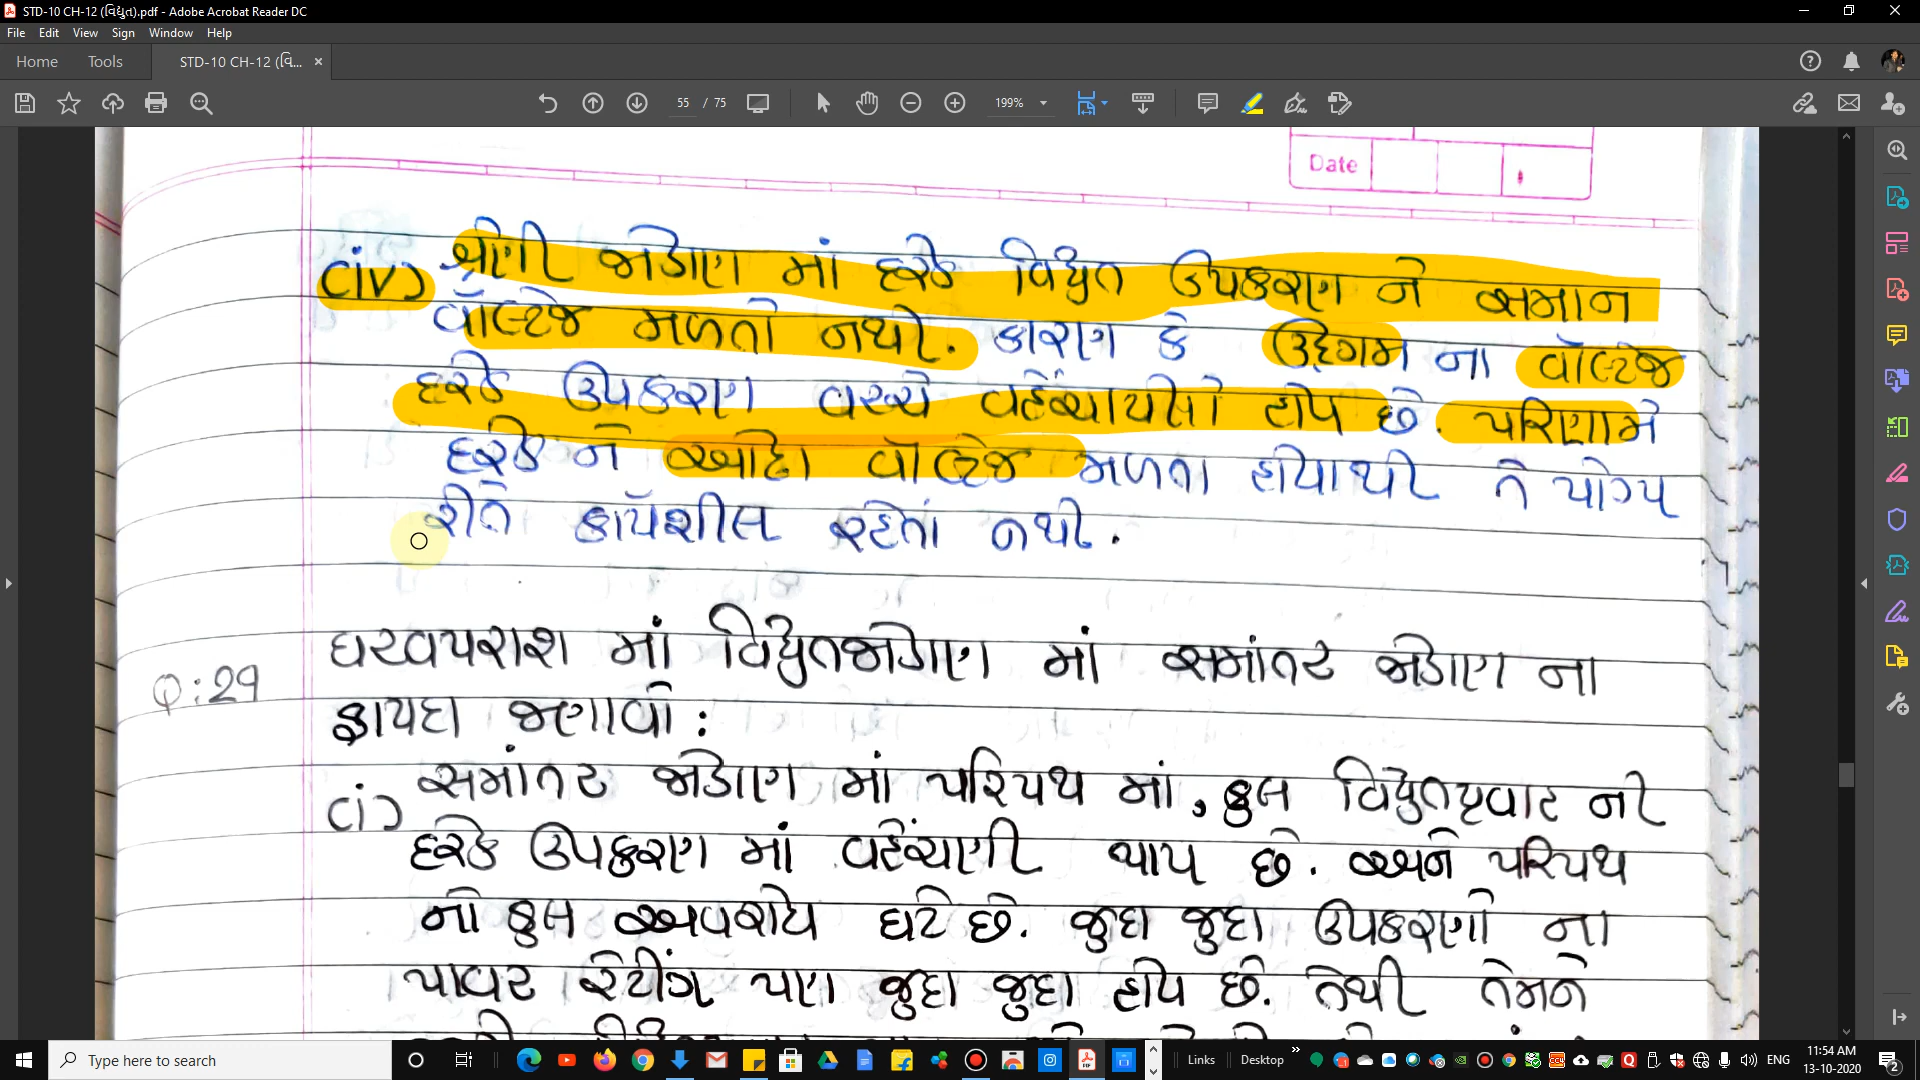 STD-10 CH-12 (વિદ્યુત).pdf - Adobe Acrobat Reader DC
File Edit View Sign Window Help
Home Tools STD-10 CH-12 (વિ... ×
55 / 75 199%
Date
(iv) શ્રેણી જોડાણ માં દરેક વિદ્યુત ઉપકરણ ને સમાન
વૉલ્ટેજ મળતો નથી. કારણ કે ઉદ્દગમ ના વૉલ્ટેજ
દરેક ઉપકરણ વચ્ચે વહેંચાયેલો હોય છે. પરિણામે
દરેક ને ઓછા વૉલ્ટેજ મળતા હોવાથી તે યોગ્ય
રીતે કાર્યશીલ રહેતાં નથી.
Q:29 ઘરવપરાશ માં વિદ્યુતજોડાણ માં સમાંતર જોડાણ ના
ફાયદા જણાવો :
(i) સમાંતર જોડાણ માં પરિપથ માં, કુલ વિદ્યુતપ્રવાહ ની
દરેક ઉપકરણ માં વહેંચણી થાય છે. અને પરિપથ
નો કુલ અવરોધ ઘટે છે. જુદા જુદા ઉપકરણો ના
પાવર રેટીંગ પણ જુદા જુદા હોય છે. તેથી તેમને
Type here to search
Links Desktop » ENG 11:54 AM
13-10-2020 2